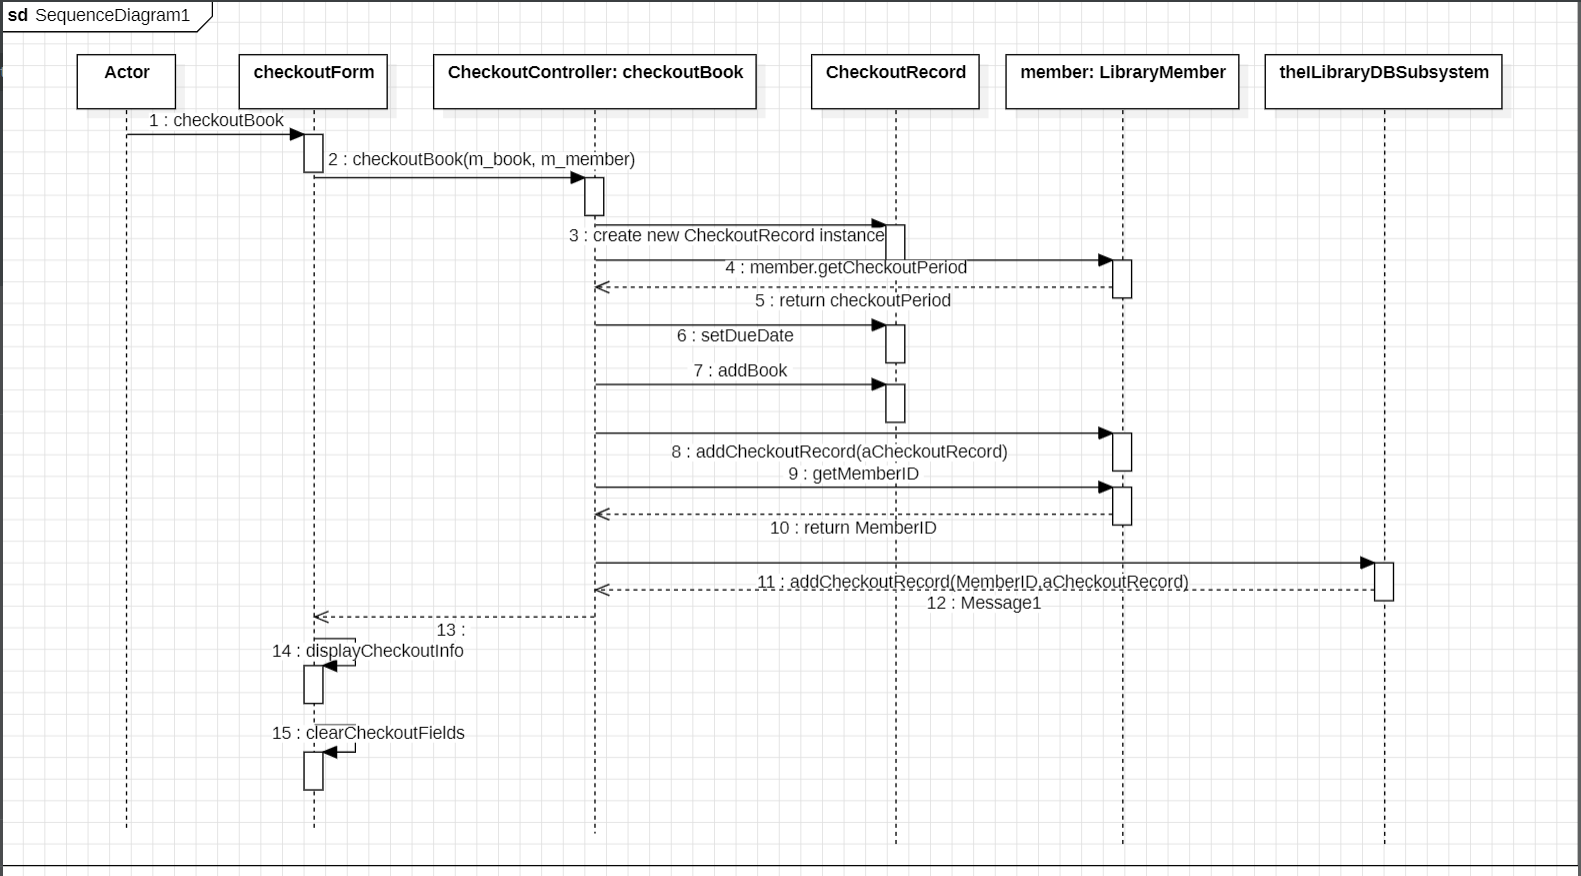 sd SequenceDiagram1
Actor
checkoutForm
CheckoutController: checkoutBook
CheckoutRecord
member: LibraryMember
theILibraryDBSubsystem
1 : checkoutBook
2 : checkoutBook(m_book, m_member)
3 : create new CheckoutRecord instance
4 : member.getCheckoutPeriod
5 : return checkoutPeriod
6 : setDueDate
7 : addBook
8 : addCheckoutRecord(aCheckoutRecord)
9 : getMemberID
10 : return MemberID
11 : addCheckoutRecord(MemberID,aCheckoutRecord)
12 : Message1
13 :
14 : displayCheckoutInfo
15 : clearCheckoutFields